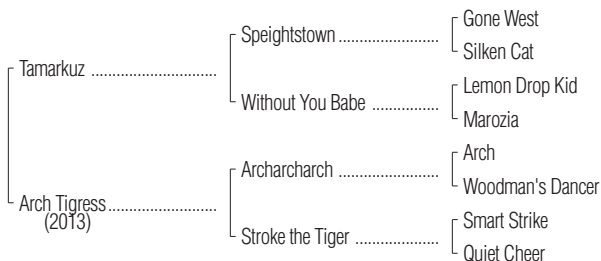 Gone West
Speightstown ............................
Silken Cat
Tamarkuz ...................................
Lemon Drop Kid
Without You Babe ...................
Marozia
Arch
Archarcharch ............................
Woodman's Dancer
Arch Tigress..............................
(2013)
Smart Strike
Stroke the Tiger .......................
Quiet Cheer